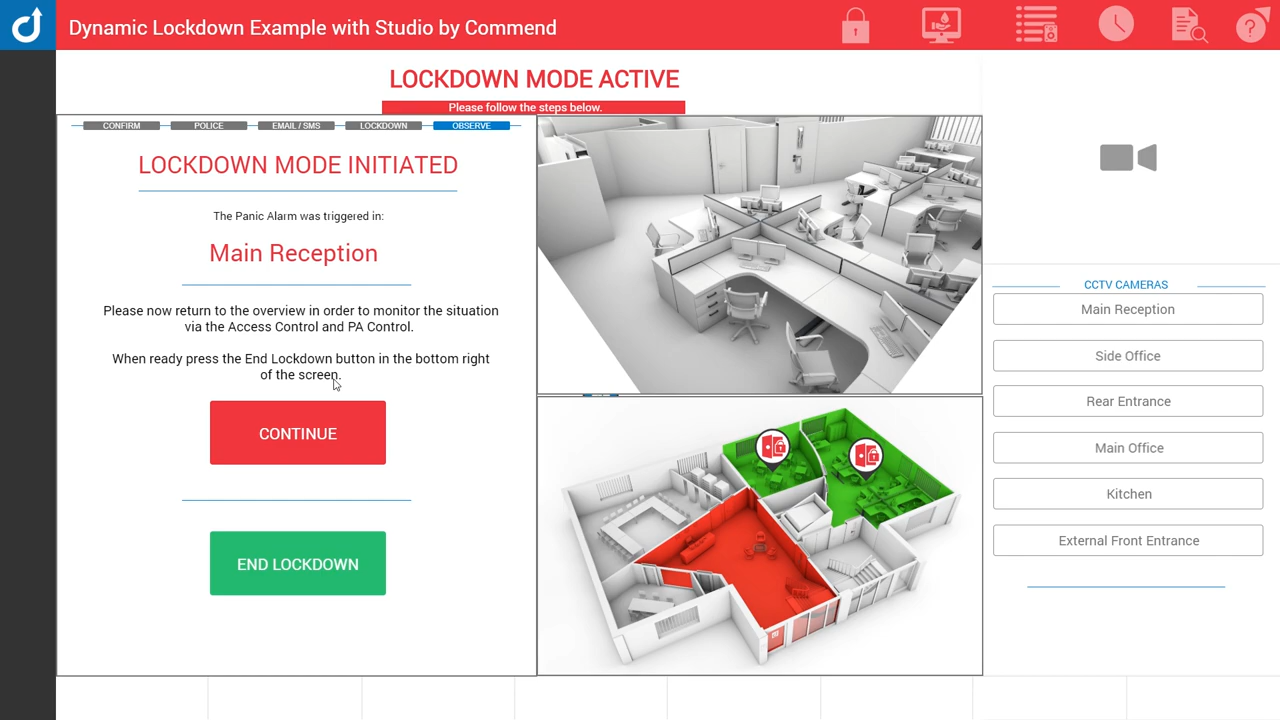 Dynamic Lockdown Example with Studio by Commend
LOCKDOWN MODE ACTIVE
Please follow the steps below.
CONFIRM
POLICE
EMAIL / SMS
LOCKDOWN
OBSERVE
LOCKDOWN MODE INITIATED
The Panic Alarm was triggered in:
Main Reception
Please now return to the overview in order to monitor the situation
via the Access Control and PA Control.
When ready press the End Lockdown button in the bottom right
of the screen.
CONTINUE
END LOCKDOWN
CCTV CAMERAS
Main Reception
Side Office
Rear Entrance
Main Office
Kitchen
External Front Entrance